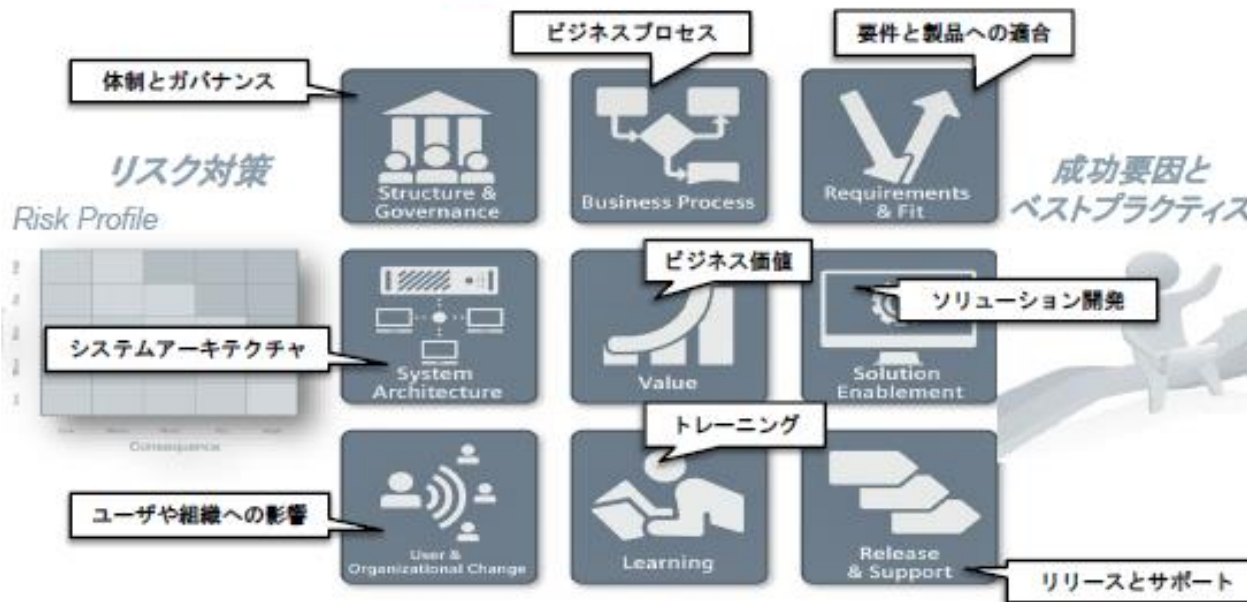 ビジネスプロセス
要件と製品への適合
体制とガバナンス
Structure &
Governance
Business Process
Requirements
& Fit
リスク対策
Risk Profile
成功要因と
ベストプラクティス
ビジネス価値
ソリューション開発
システムアーキテクチャ
System
Architecture
Value
Solution
Enablement
Consequence
トレーニング
ユーザや組織への影響
User &
Organizational Change
Learning
Release
& Support
リリースとサポート